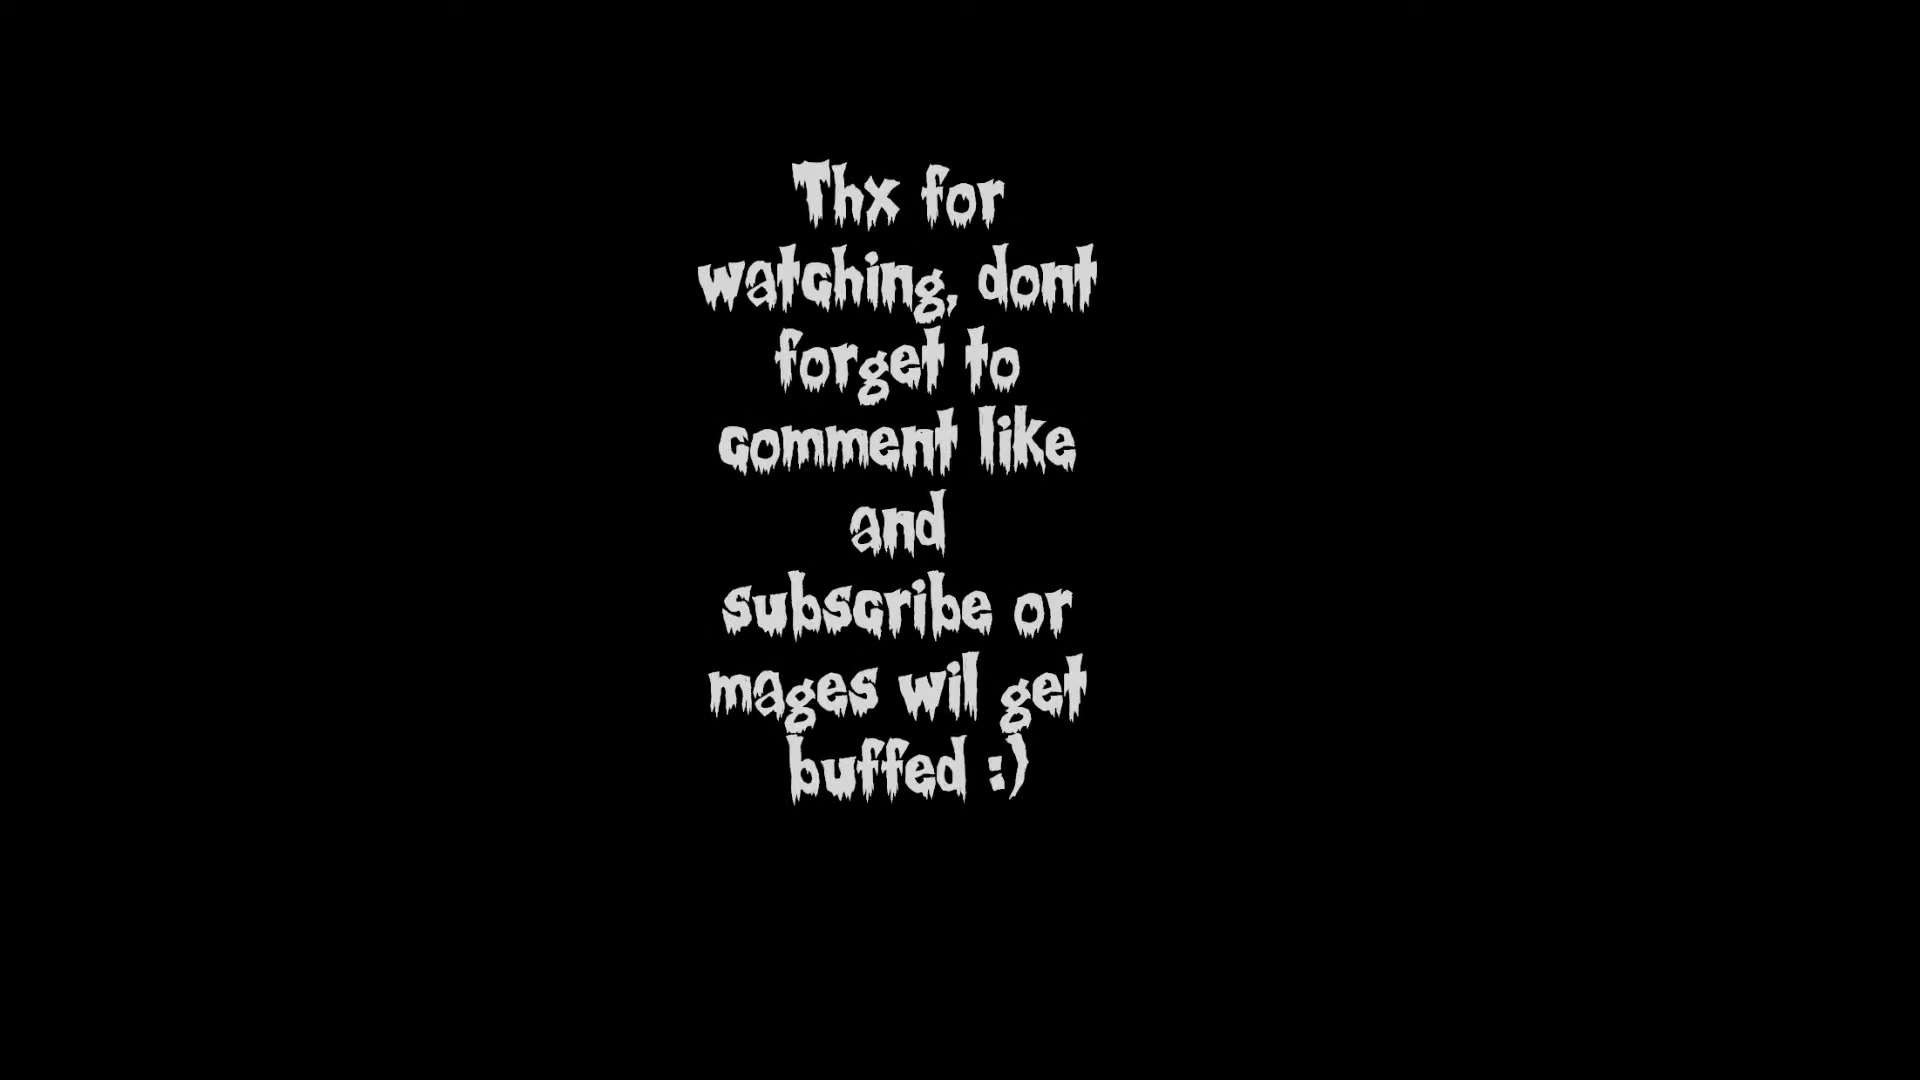 Thx for
watching, dont
forget to
comment like
and
subscribe or
mages wil get
buffed :)